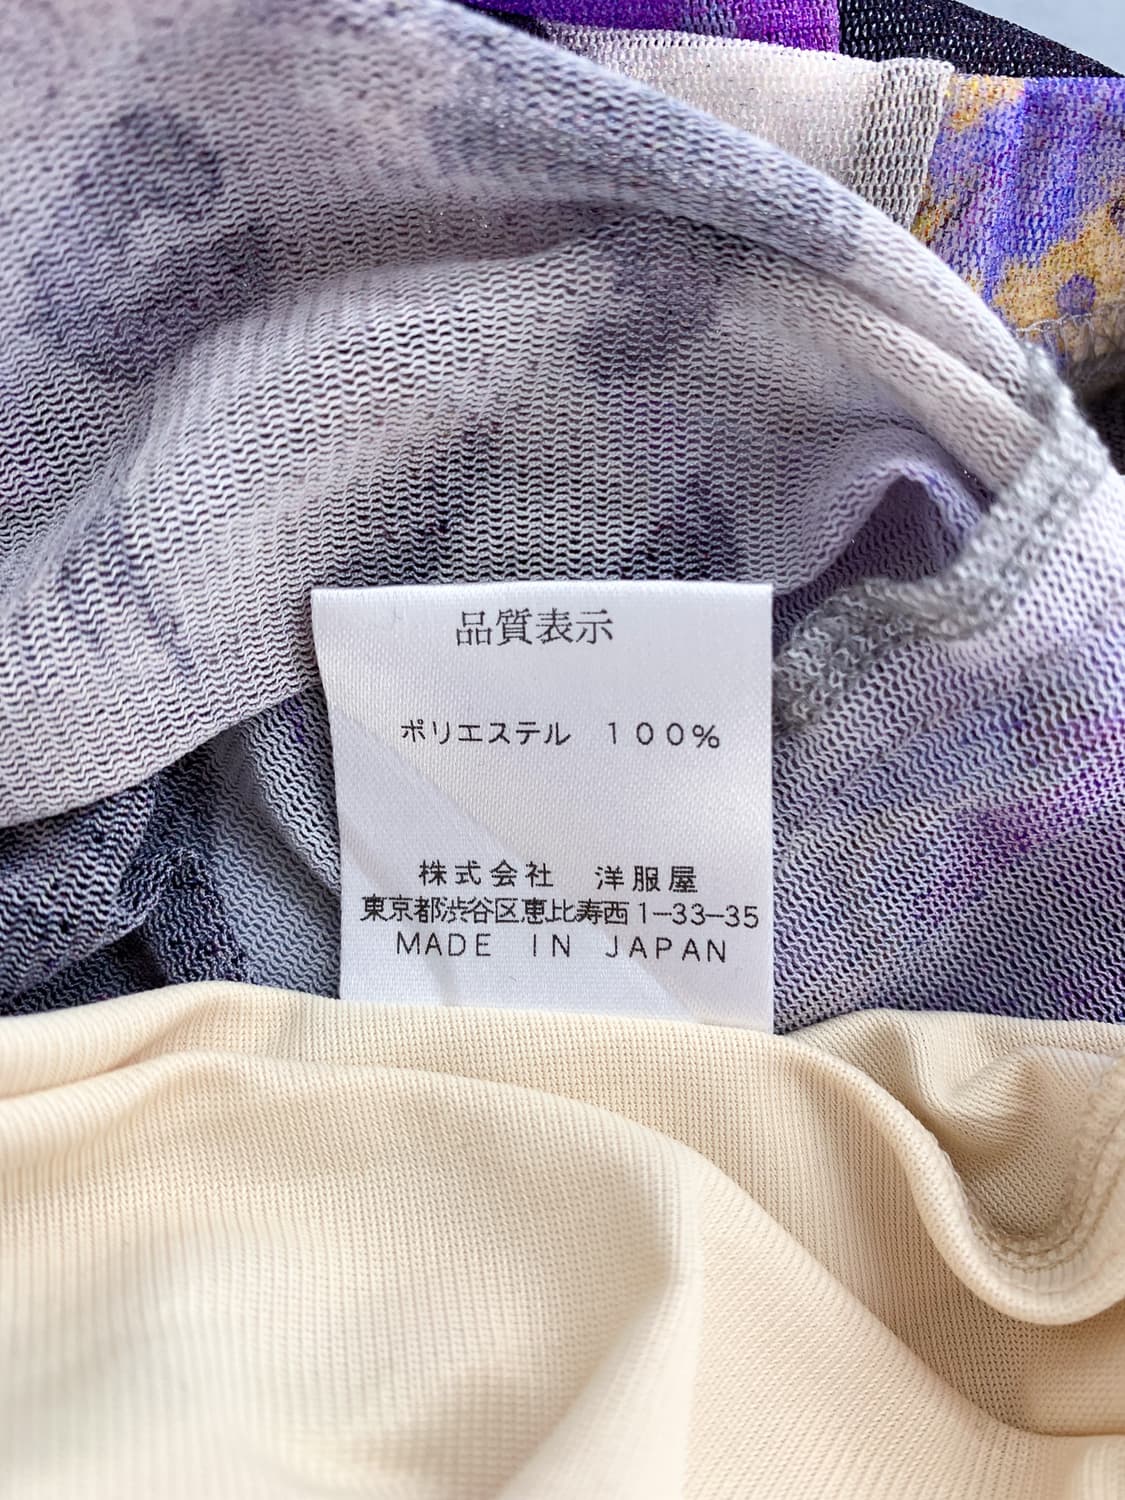 品質表示
ポリエステル 100%
株式会社 洋服屋
東京都渋谷区恵比寿西1-33-35
MADE IN JAPAN